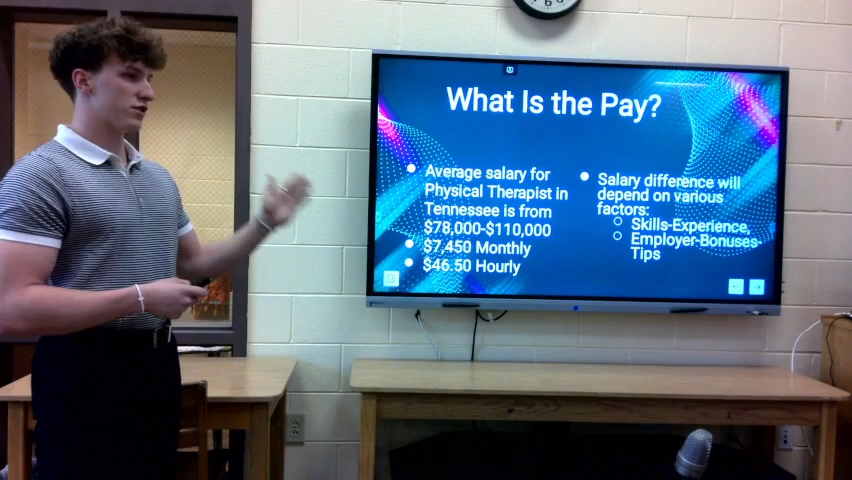 What Is the Pay?
Average salary for
Physical Therapist in
Tennessee is from
$78,000-$110,000
$7,450 Monthly
$46.50 Hourly
Salary difference will
depend on various
factors:
Skills-Experience,
Employer-Bonuses-
Tips